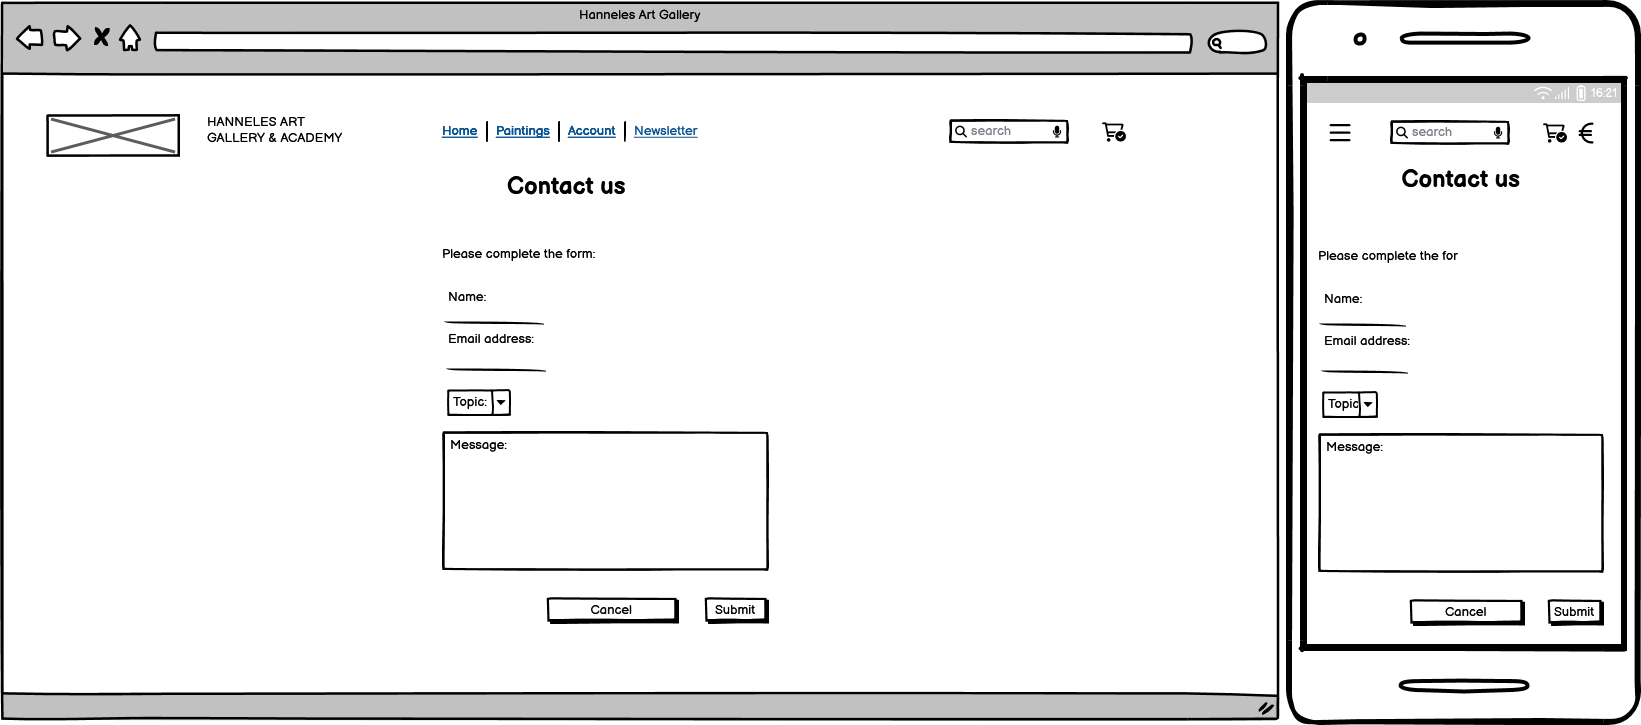 Hanneles Art Gallery
HANNELES ART
GALLERY & ACADEMY
Home
Paintings
Account
Newsletter
search
Contact us
Please complete the form:
Name:
Email address:
Topic:
Message:
Cancel
Submit
16:21
search
€
Contact us
Please complete the for
Name:
Email address:
Topic
Message:
Cancel
Submit